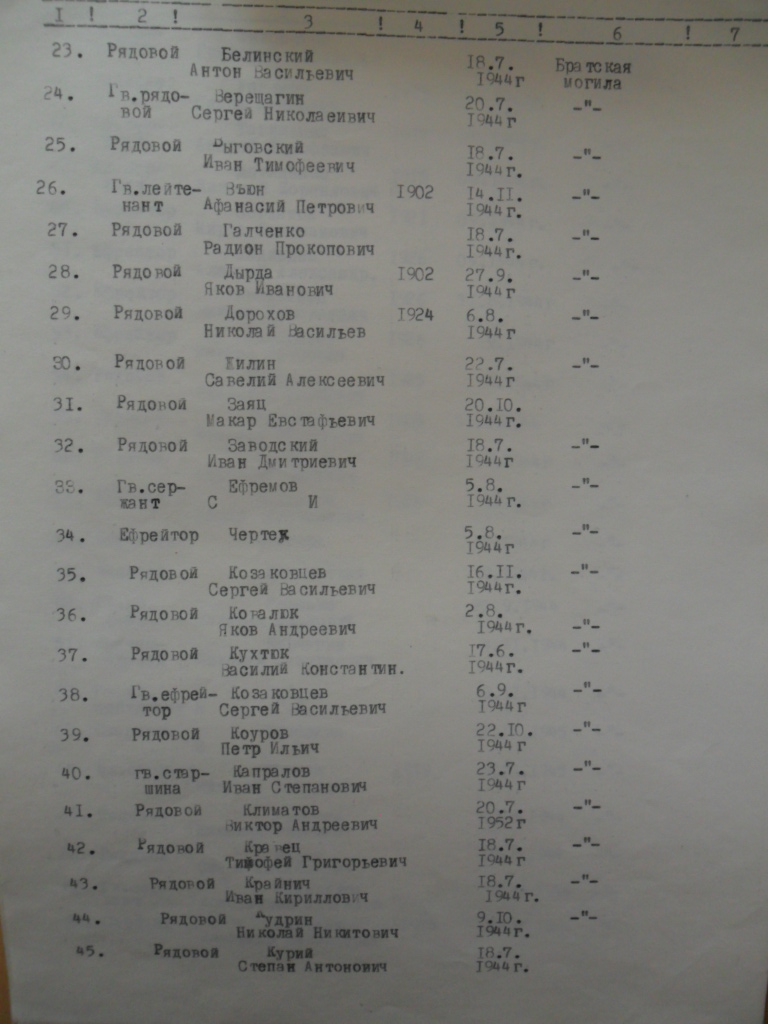 I ! 2 ! 3 ! 4 ! 5 ! 6 ! 7
23. Рядовой Белинский 18.7. Братская
Антон Васильевич 1944г могила
24. Гв.рядо- Верещагин 20.7. -"-
вой Сергей Николаеивич 1944г
25. Рядовой Выговский 18.7. -"-
Иван Тимофеевич 1944г.
26. Гв.лейте- Вьюн 1902 14.II. -"-
нант Афанасий Петрович 1944г.
27. Рядовой Галченко 18.7. -"-
Радион Прокопович 1944г.
28. Рядовой Дырда 1902 27.9. -"-
Яков Иванович 1944г
29. Рядовой Дорохов 1924 6.8. -"-
Николай Васильев 1944г
30. Рядовой Жилин 22.7. -"-
Савелий Алексеевич 1944г
31. Рядовой Заяц 20.10.
Макар Евстафьевич 1944г.
32. Рядовой Заводский 18.7. -"-
Иван Дмитриевич 1944г
33. Гв.сер- Ефремов 5.8. -"-
жант С И 1944г.
34. Ефрейтор Чертех 5.8. -"-
1944г
35. Рядовой Козаковцев 16.II. -"-
Сергей Васильевич 1944г.
36. Рядовой Ковалюк 2.8.
Яков Андреевич 1944г. -"-
37. Рядовой Кухтюк 17.6. -"-
Василий Константин. 1944г.
38. Гв.ефрей- Козаковцев 6.9. -"-
тор Сергей Васильевич 1944г
39. Рядовой Коуров 22.10. -"-
Петр Ильич 1944г
40. гв.стар- Капралов 23.7. -"-
шина Иван Степанович 1944г
41. Рядовой Климатов 20.7. -"-
Виктор Андреевич 1952г
42. Рядовой Кравец 18.7. -"-
Тимофей Григорьевич 1944г
43. Рядовой Крайнич 18.7. -"-
Иван Кириллович 1944г.
44. Рядовой Кудрин 9.10. -"-
Николай Никитович 1944г.
45. Рядовой Курий 18.7.
Степан Антонович 1944г.